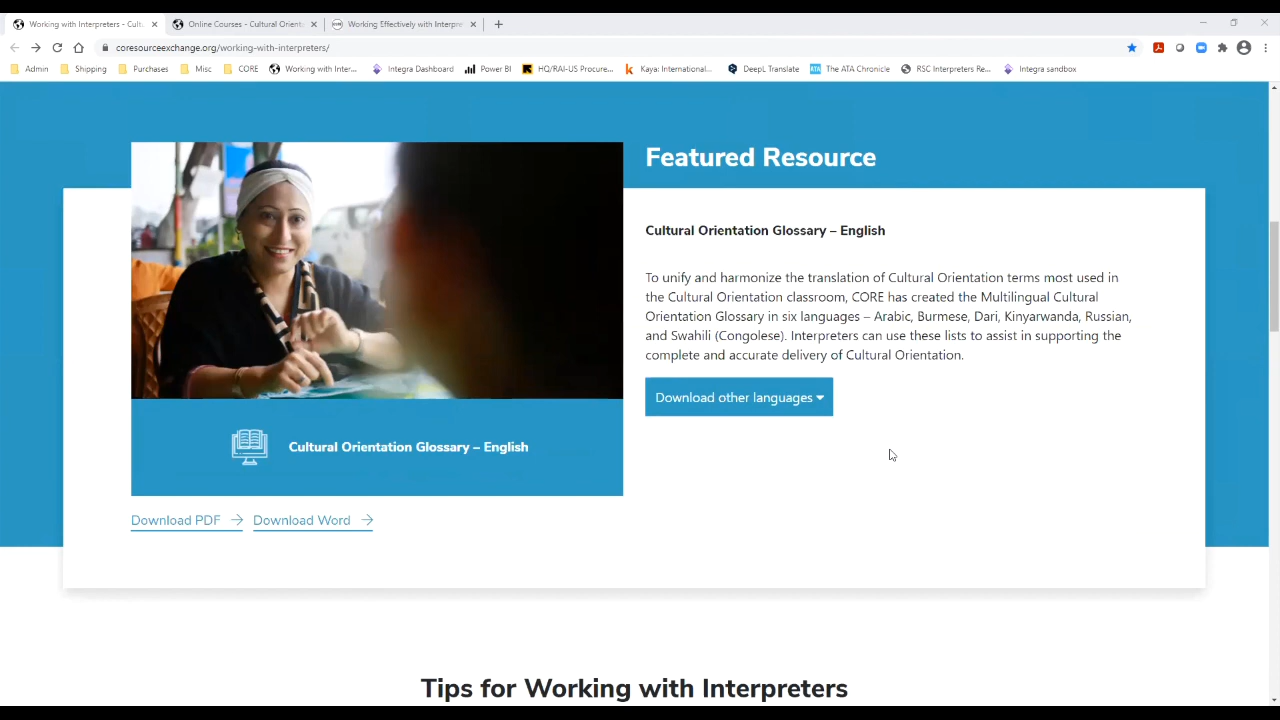 Working with Interpreters - Cult
Online Courses - Cultural Orienta
Working Effectively with Interpre
coresourceexchange.org/working-with-interpreters/
Admin
Shipping
Purchases
Misc
CORE
Working with Inter...
Integra Dashboard
Power BI
HQ/RAI-US Procure...
Kaya: International...
DeepL Translate
The ATA Chronicle
RSC Interpreters Re...
Integra sandbox
Featured Resource
Cultural Orientation Glossary – English
To unify and harmonize the translation of Cultural Orientation terms most used in
the Cultural Orientation classroom, CORE has created the Multilingual Cultural
Orientation Glossary in six languages – Arabic, Burmese, Dari, Kinyarwanda, Russian,
and Swahili (Congolese). Interpreters can use these lists to assist in supporting the
complete and accurate delivery of Cultural Orientation.
Download other languages
Cultural Orientation Glossary – English
Download PDF
Download Word
Tips for Working with Interpreters